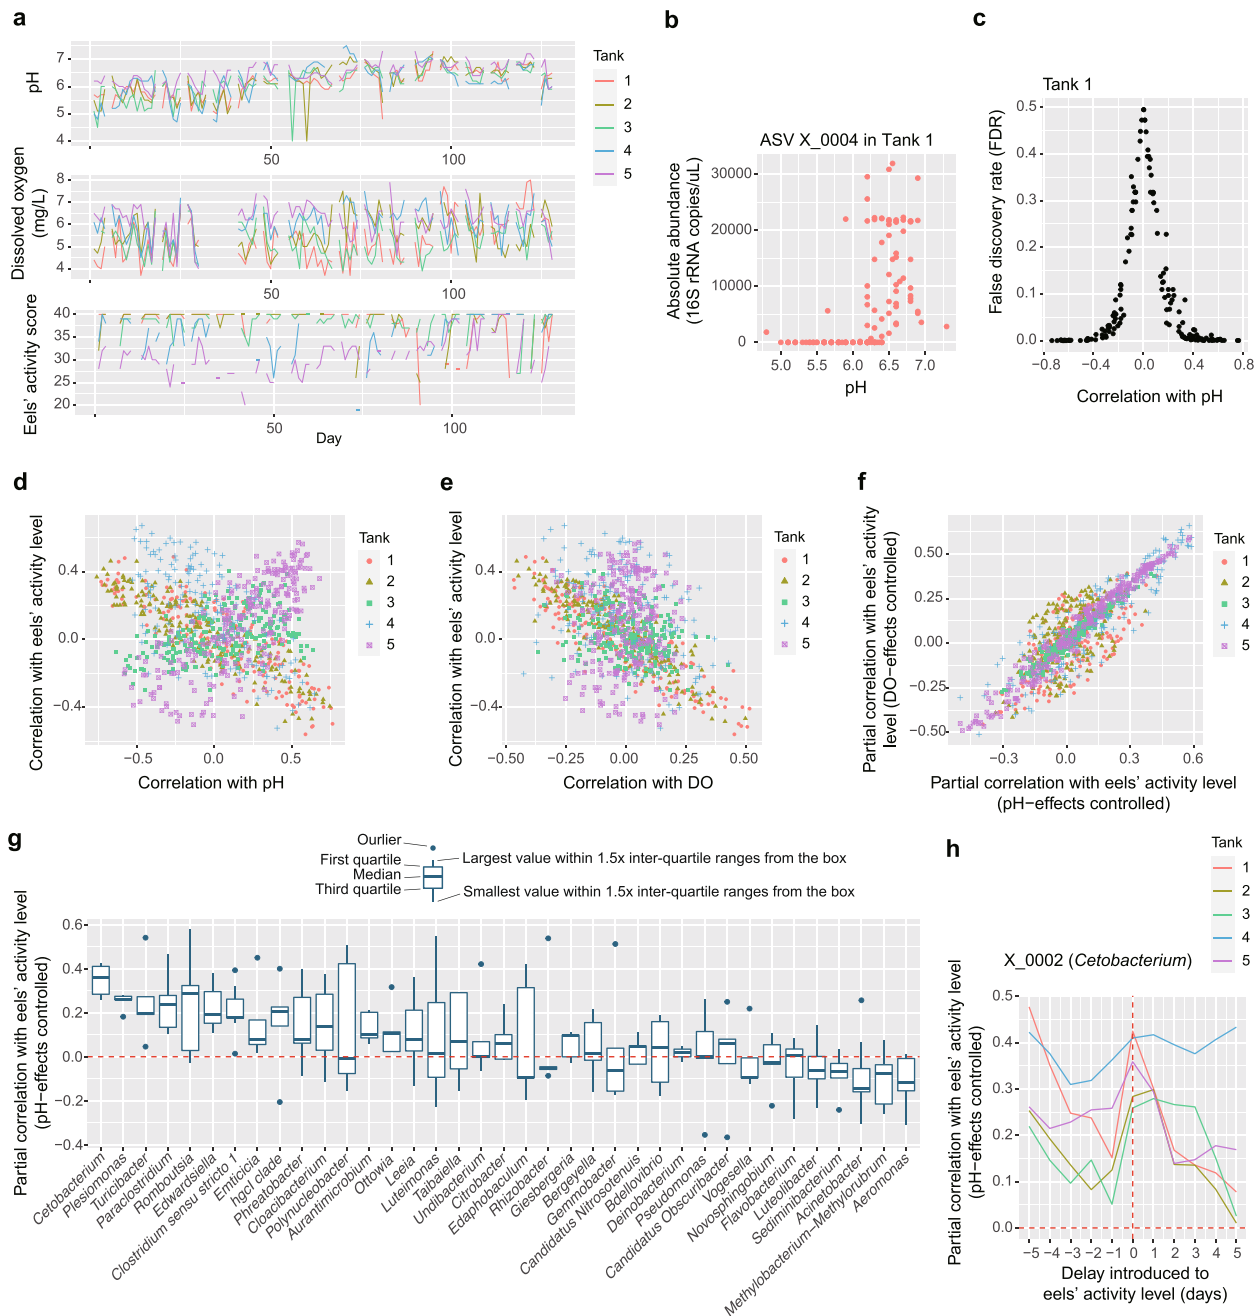 a
pH
7
6
5
4
50
100
Dissolved oxygen
(mg/L)
8
7
6
5
4
50
100
Eels' activity score
40
35
30
25
20
50
100
Day
Tank
1
2
3
4
5
b
ASV X_0004 in Tank 1
Absolute abundance
(16S rRNA copies/uL)
30000
20000
10000
0
5.0
5.5
6.0
6.5
7.0
pH
c
Tank 1
False discovery rate (FDR)
0.5
0.4
0.3
0.2
0.1
0.0
−0.8
−0.4
0.0
0.4
0.8
Correlation with pH
d
Correlation with eels' activity level
0.4
0.0
−0.4
−0.5
0.0
0.5
Correlation with pH
Tank
1
2
3
4
5
e
Correlation with eels' activity level
0.4
0.0
−0.4
−0.50
−0.25
0.00
0.25
0.50
Correlation with DO
Tank
1
2
3
4
5
f
Partial correlation with eels' activity
level (DO−effects controlled)
0.50
0.25
0.00
−0.25
−0.50
−0.3
0.0
0.3
0.6
Partial correlation with eels' activity level
(pH−effects controlled)
Tank
1
2
3
4
5
g
Ourlier
First quartile
Median
Third quartile
Largest value within 1.5x inter-quartile ranges from the box
Smallest value within 1.5x inter-quartile ranges from the box
Partial correlation with eels' activity level
(pH−effects controlled)
0.6
0.4
0.2
0.0
−0.2
−0.4
Cetobacterium
Plesiomonas
Turicibacter
Paraclostridium
Romboutsia
Edwardsiella
Clostridium sensu stricto 1
Emticicia
hgcI clade
Phreatobacter
Cloacibacterium
Polynucleobacter
Aurantimicrobium
Ottowia
Leeia
Luteimonas
Taibaiella
Undibacterium
Citrobacter
Edaphobaculum
Rhizobacter
Giesbergeria
Bergeyella
Germmobacter
Candidatus Nitrosotenuis
Bdellovibrio
Deinobacterium
Pseudomonas
Candidatus Obscuribacter
Vogesella
Novosphingobium
Flavobacterium
Luteolibacter
Sediminibacterium
Acinetobacter
Methylobacterium−Methylorubrum
Aeromonas
h
Tank
1
2
3
4
5
X_0002 (Cetobacterium)
Partial correlation with eels' activity level
(pH−effects controlled)
0.5
0.4
0.3
0.2
0.1
0.0
−5
−4
−3
−2
−1
0
1
2
3
4
5
Delay introduced to
eels' activity level (days)